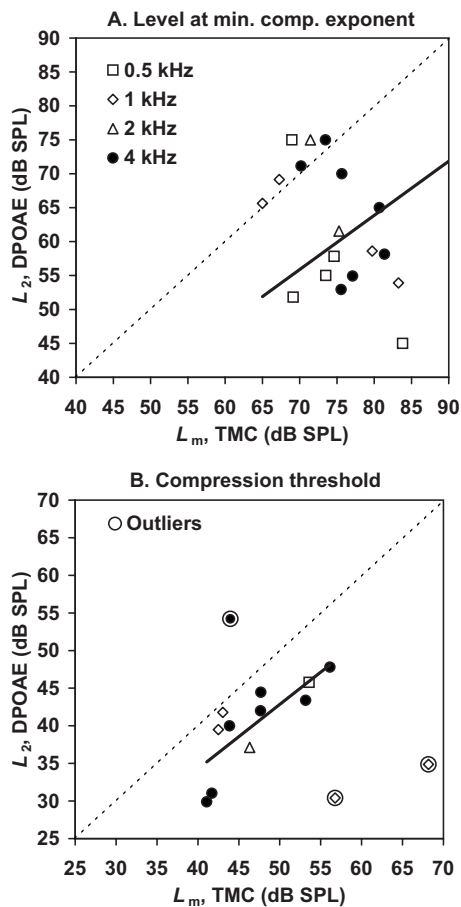 A. Level at min. comp. exponent
90
85
80
75
70
65
60
55
50
45
40
L2, DPOAE (dB SPL)
0.5 kHz
1 kHz
2 kHz
4 kHz
40 45 50 55 60 65 70 75 80 85 90
Lm, TMC (dB SPL)
B. Compression threshold
70
65
60
55
50
45
40
35
30
25
L2, DPOAE (dB SPL)
Outliers
25 30 35 40 45 50 55 60 65 70
Lm, TMC (dB SPL)